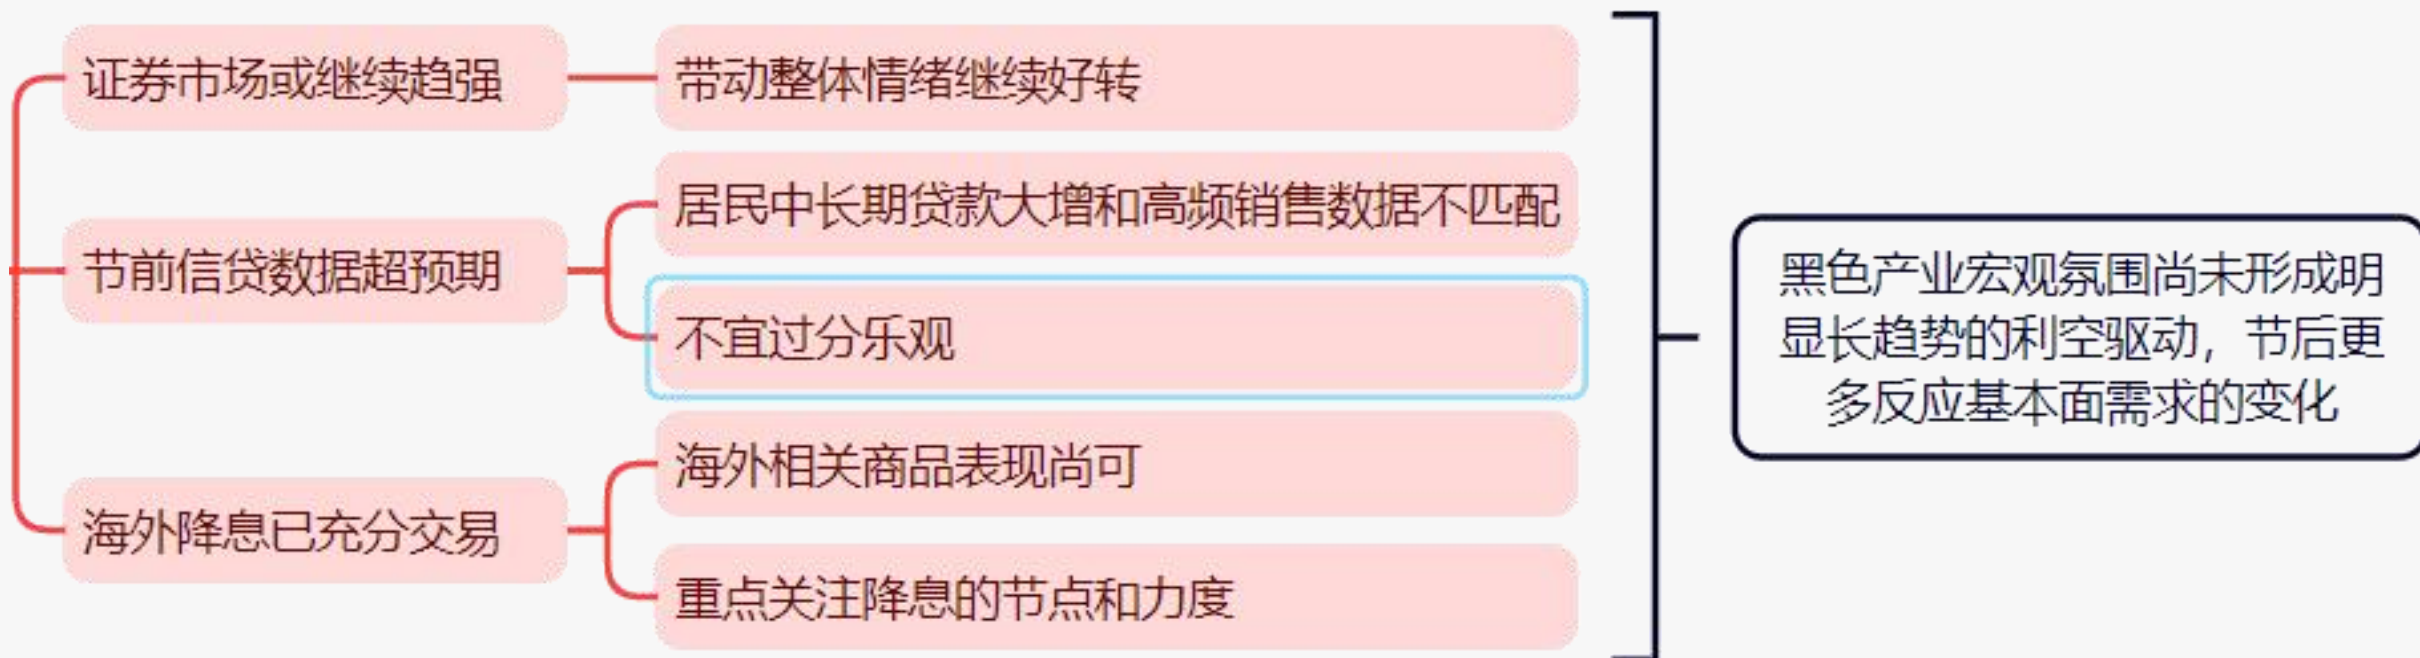 证券市场或继续趋强
带动整体情绪继续好转
节前信贷数据超预期
居民中长期贷款大增和高频销售数据不匹配
不宜过分乐观
海外降息已充分交易
海外相关商品表现尚可
重点关注降息的节点和力度
黑色产业宏观氛围尚未形成明
显长趋势的利空驱动，节后更
多反应基本面需求的变化